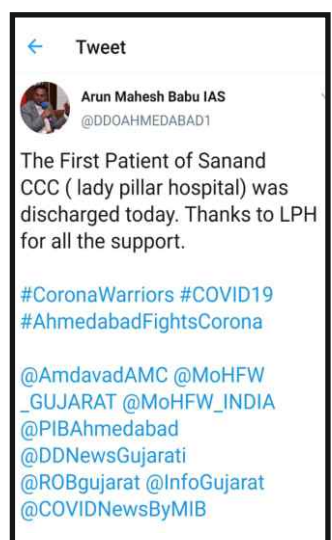 Tweet
Arun Mahesh Babu IAS
@DDOAHMEDABAD1
The First Patient of Sanand
CCC ( lady pillar hospital) was
discharged today. Thanks to LPH
for all the support.
#CoronaWarriors #COVID19
#AhmedabadFightsCorona
@AmdavadAMC @MoHFW
_GUJARAT @MoHFW_INDIA
@PIBAhmedabad
@DDNewsGujarati
@ROBgujarat @InfoGujarat
@COVIDNewsByMIB